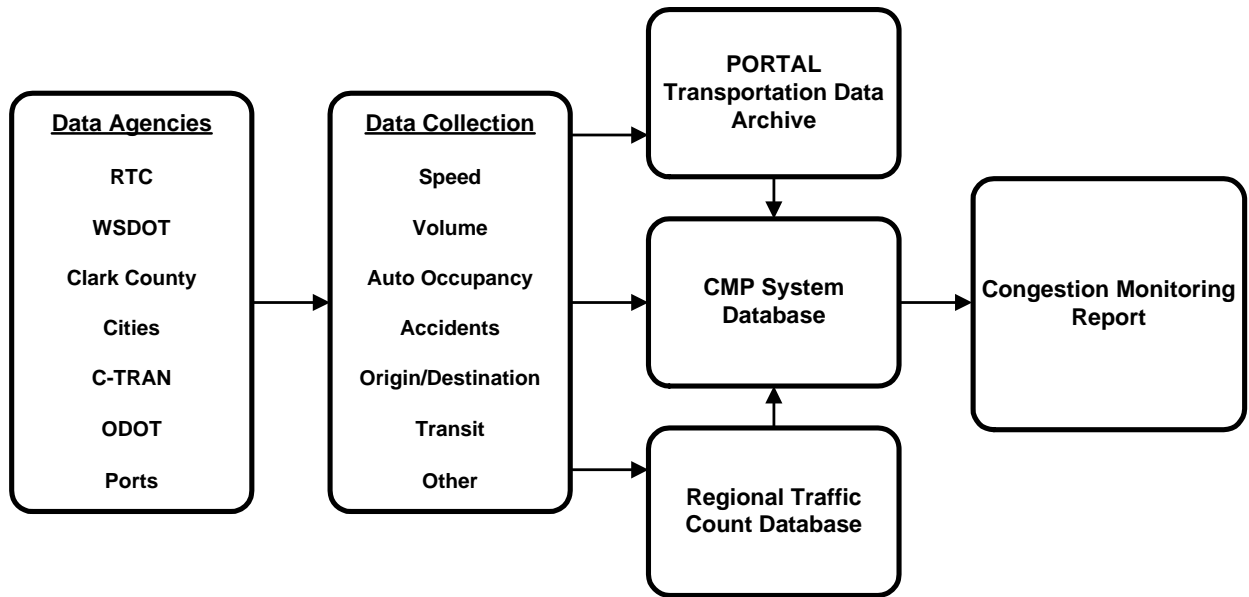 Data Agencies
RTC
WSDOT
Clark County
Cities
C-TRAN
ODOT
Ports
Data Collection
Speed
Volume
Auto Occupancy
Accidents
Origin/Destination
Transit
Other
PORTAL
Transportation Data
Archive
CMP System
Database
Regional Traffic
Count Database
Congestion Monitoring
Report